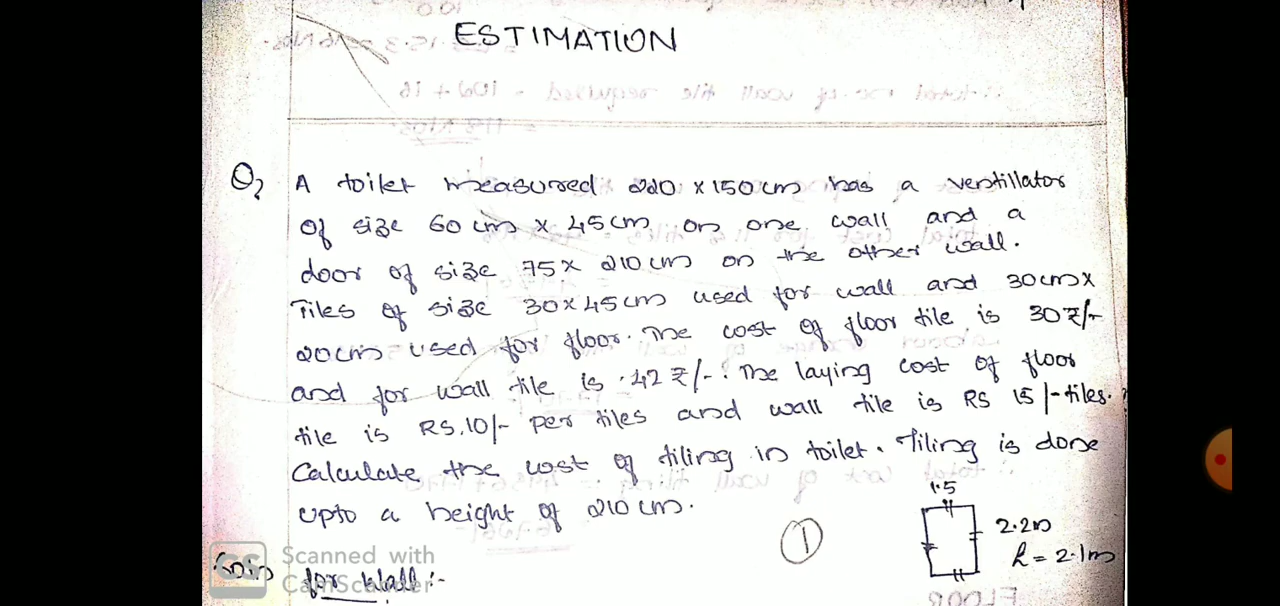 ESTIMATION
Q, A toilet measured 220 x 150 cm has a ventillator
of size 60 cm x 45 cm on one wall and a
door of size 75 x 210 cm on the other wall.
Tiles of size 30 x 45 cm used for wall and 30 cm x
20 cm used for floor. The cost of floor tile is 30 ₹/-
and for wall tile is 42 ₹/-. The laying cost of floor
tile is RS.10/- per tiles and wall tile is RS 15/- tiles.
Calculate the cost of tiling in toilet. Tiling is done
upto a height of 210 cm.
1.5
2.2m
h = 2.1m
1
CS Scanned with
CamScanner
Soln for Wall :-